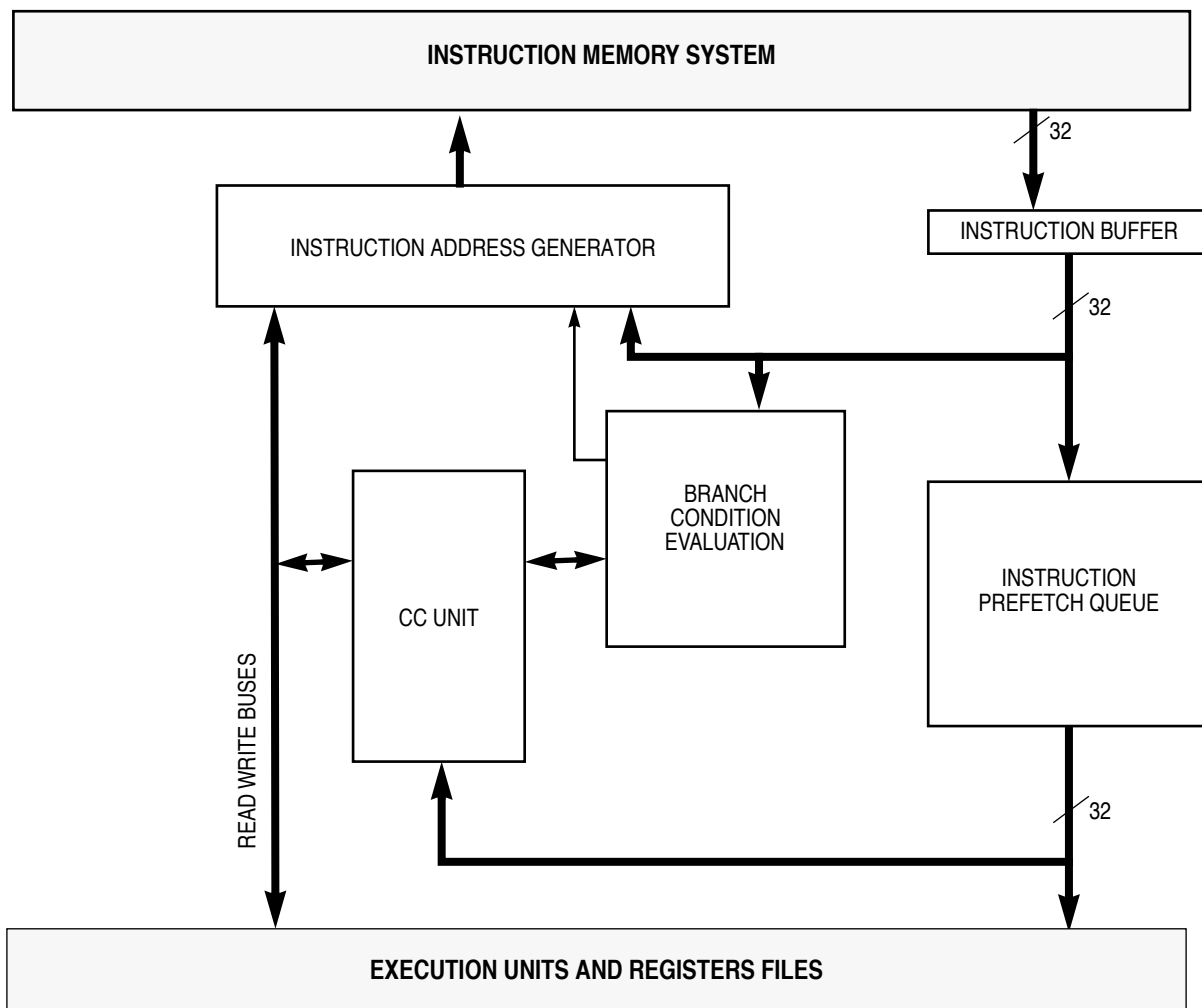 INSTRUCTION MEMORY SYSTEM
32
INSTRUCTION ADDRESS GENERATOR
INSTRUCTION BUFFER
32
BRANCH
CONDITION
EVALUATION
INSTRUCTION
PREFETCH QUEUE
CC UNIT
READ WRITE BUSES
32
EXECUTION UNITS AND REGISTERS FILES